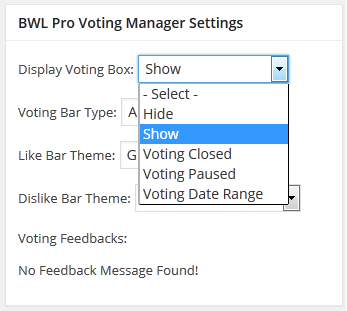 BWL Pro Voting Manager Settings
Display Voting Box: Show
- Select -
Hide
Voting Bar Type: A
Show
Like Bar Theme: G
Voting Closed
Voting Paused
Dislike Bar Theme:
Voting Date Range
Voting Feedbacks:
No Feedback Message Found!